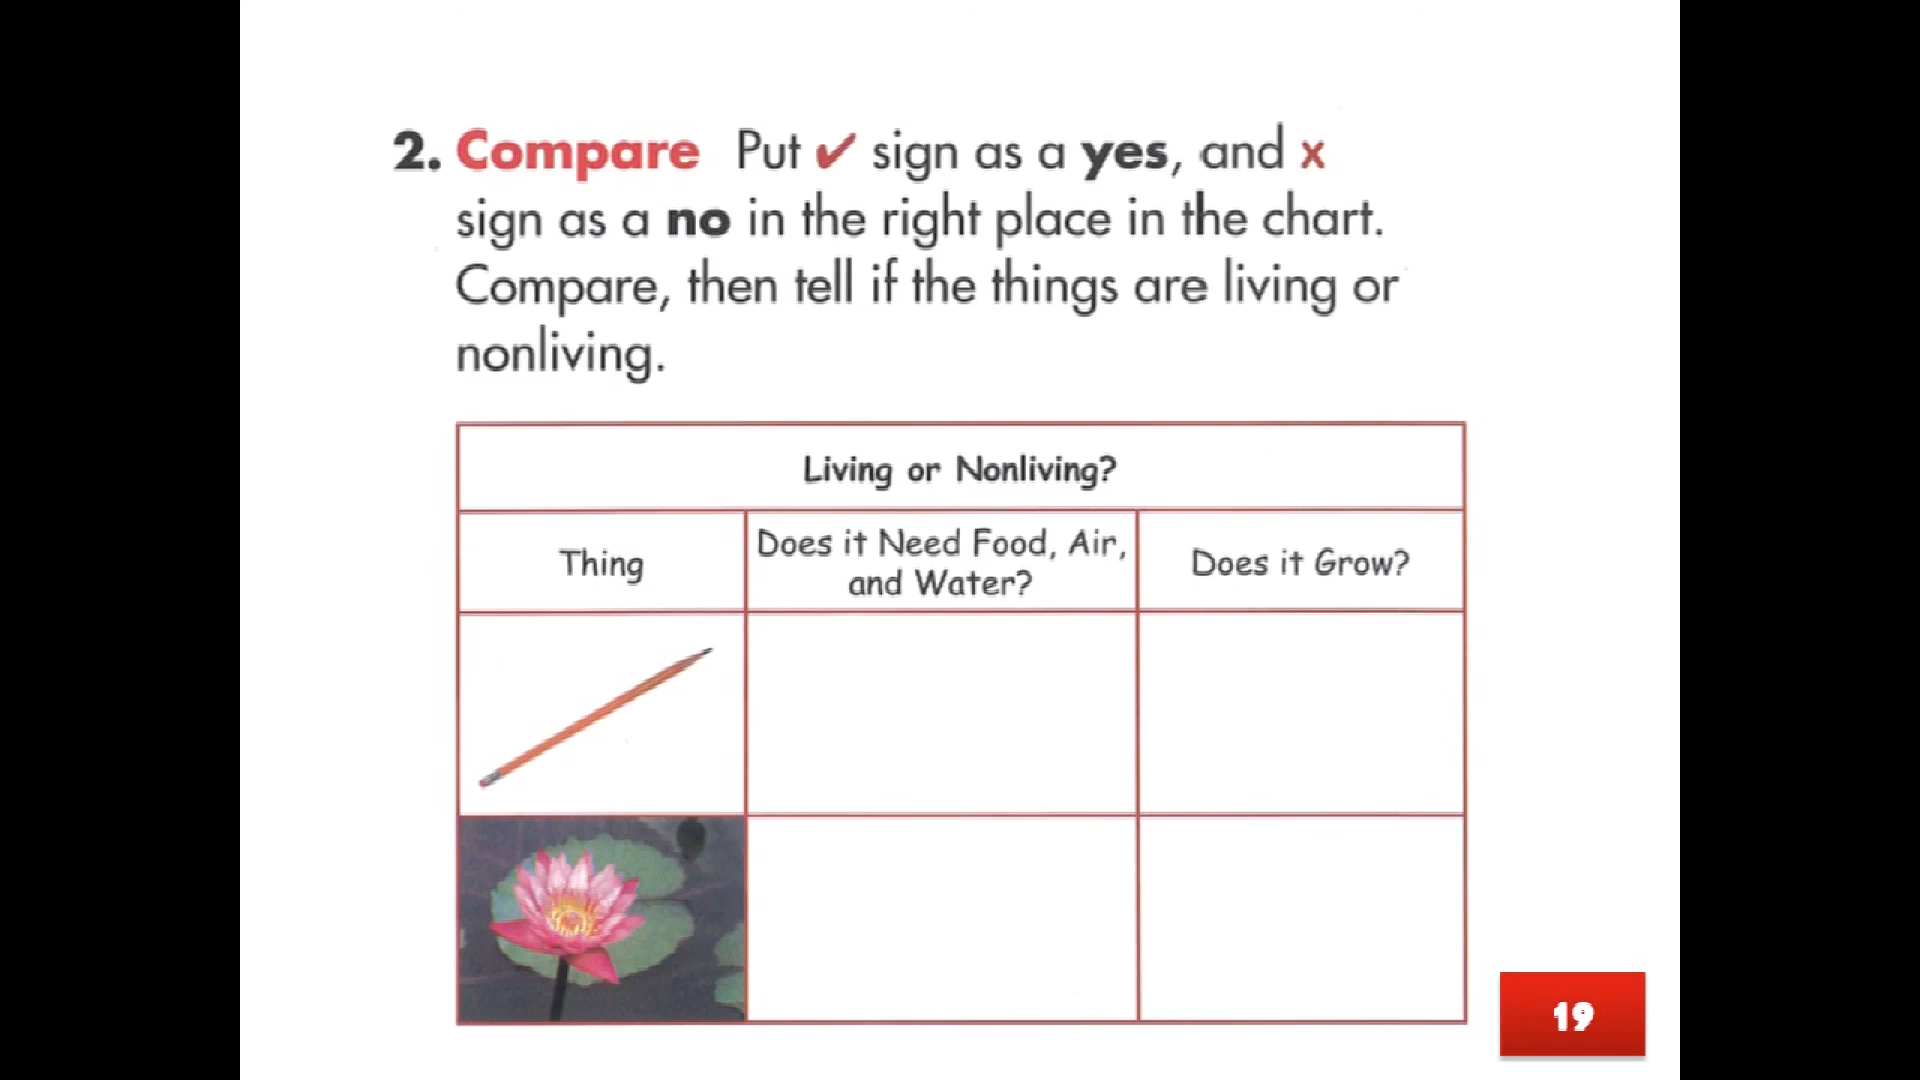 2. Compare Put ✔ sign as a yes, and x
sign as a no in the right place in the chart.
Compare, then tell if the things are living or
nonliving.
Living or Nonliving?
Thing
Does it Need Food, Air,
and Water?
Does it Grow?
19